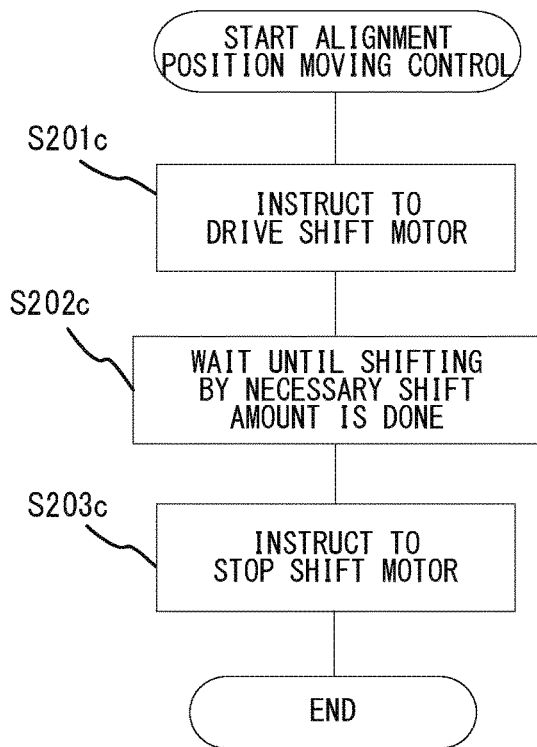 START ALIGNMENT
POSITION MOVING CONTROL
S201c
INSTRUCT TO
DRIVE SHIFT MOTOR
S202c
WAIT UNTIL SHIFTING
BY NECESSARY SHIFT
AMOUNT IS DONE
S203c
INSTRUCT TO
STOP SHIFT MOTOR
END